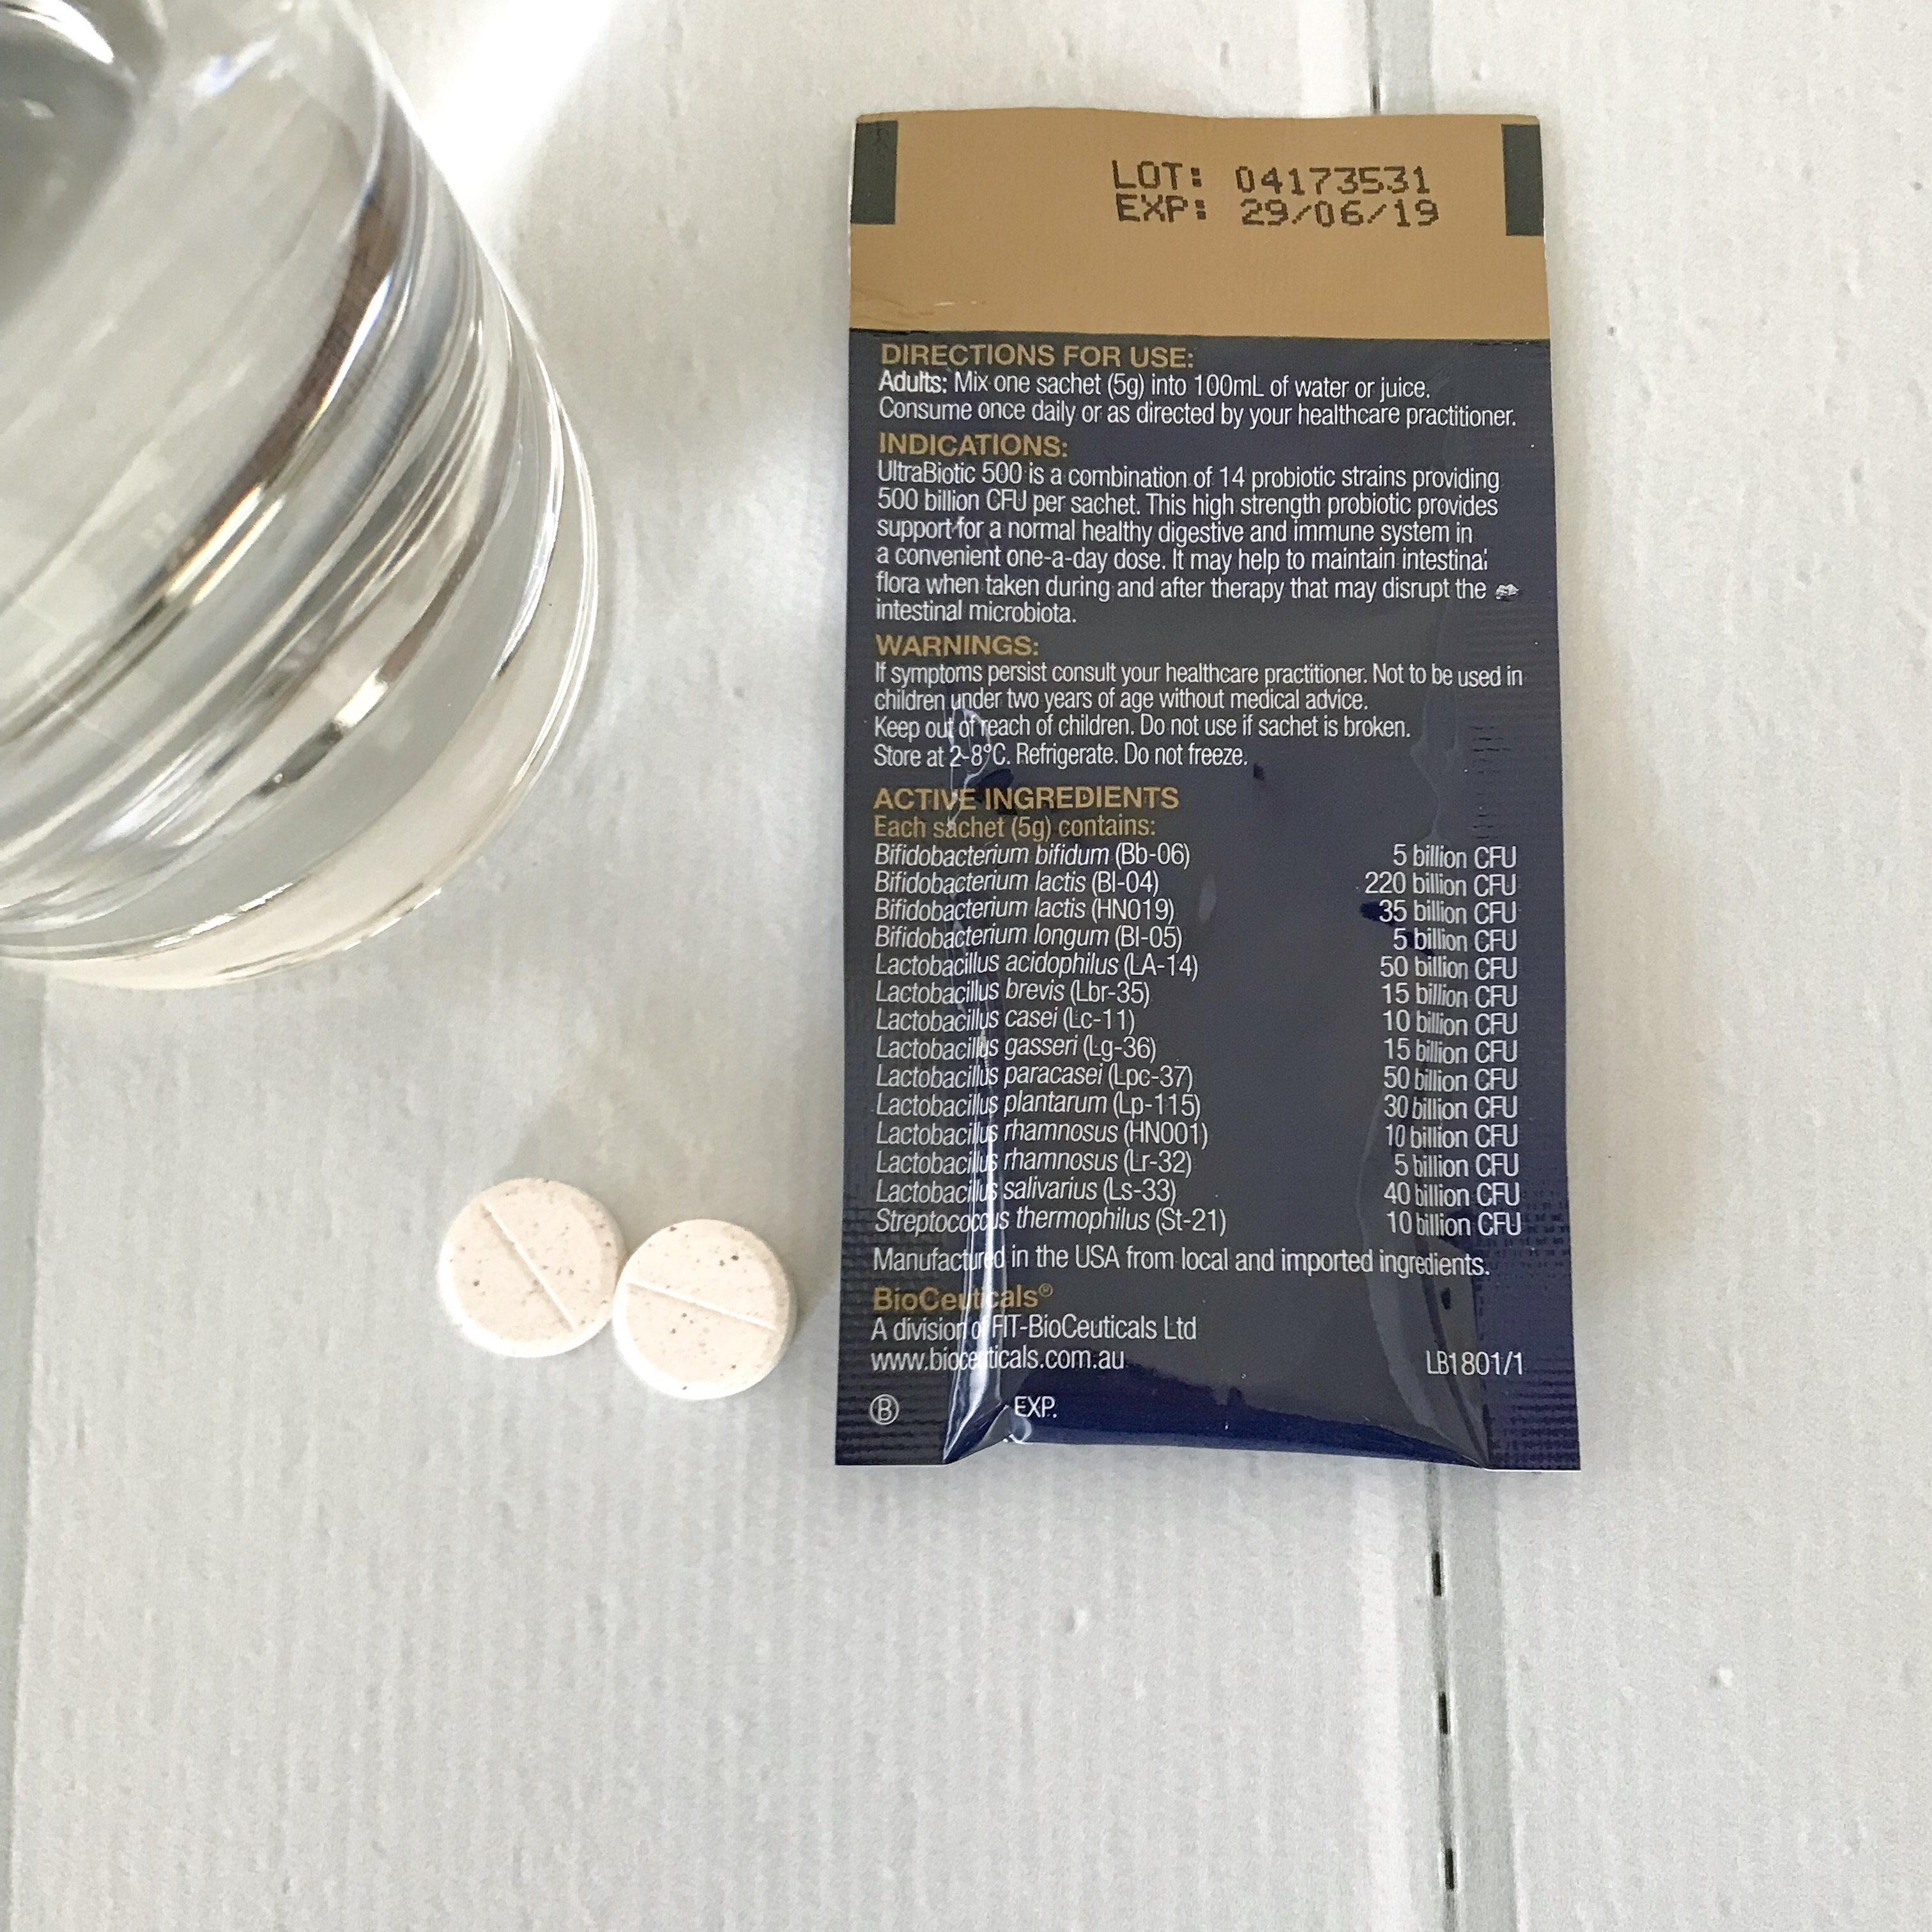 LOT: 04173531
EXP: 29/06/19
DIRECTIONS FOR USE:
Adults: Mix one sachet (5g) into 100mL of water or juice.
Consume once daily or as directed by your healthcare practitioner.
INDICATIONS:
UltraBiotic 500 is a combination of 14 probiotic strains providing
500 billion CFU per sachet. This high strength probiotic provides
support for a normal healthy digestive and immune system in
a convenient one-a-day dose. It may help to maintain intestinal
flora when taken during and after therapy that may disrupt the
intestinal microbiota.
WARNINGS:
If symptoms persist consult your healthcare practitioner. Not to be used in
children under two years of age without medical advice.
Keep out of reach of children. Do not use if sachet is broken.
Store at 2-8°C. Refrigerate. Do not freeze.
ACTIVE INGREDIENTS
Each sachet (5g) contains:
Bifidobacterium bifidum (Bb-06) 5 billion CFU
Bifidobacterium lactis (Bl-04) 220 billion CFU
Bifidobacterium lactis (HN019) 35 billion CFU
Bifidobacterium longum (Bl-05) 5 billion CFU
Lactobacillus acidophilus (LA-14) 50 billion CFU
Lactobacillus brevis (Lbr-35) 15 billion CFU
Lactobacillus casei (Lc-11) 10 billion CFU
Lactobacillus gasseri (Lg-36) 15 billion CFU
Lactobacillus paracasei (Lpc-37) 50 billion CFU
Lactobacillus plantarum (Lp-115) 30 billion CFU
Lactobacillus rhamnosus (HN001) 10 billion CFU
Lactobacillus rhamnosus (Lr-32) 5 billion CFU
Lactobacillus salivarius (Ls-33) 40 billion CFU
Streptococcus thermophilus (St-21) 10 billion CFU
Manufactured in the USA from local and imported ingredients.
BioCeuticals®
A division of FIT-BioCeuticals Ltd
www.bioceuticals.com.au LB1801/1
B EXP.